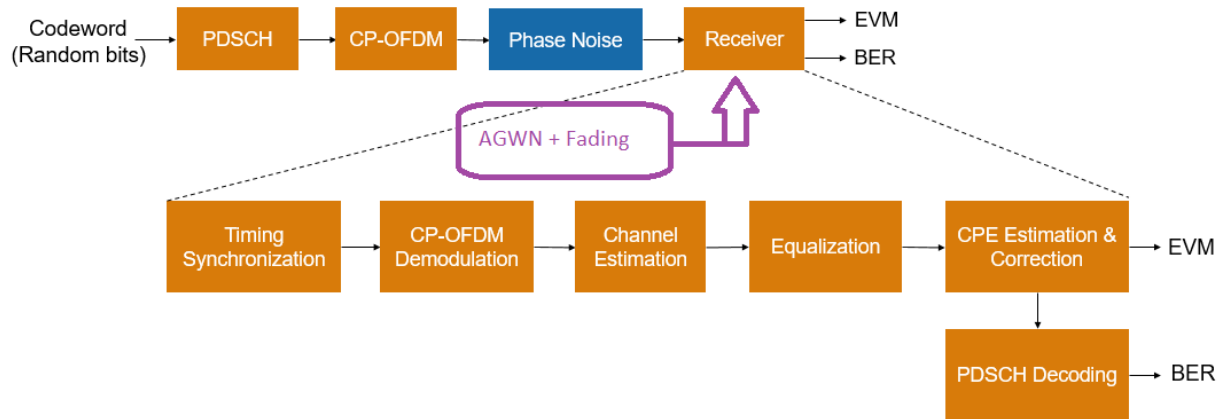 Codeword
(Random bits)
PDSCH
CP-OFDM
Phase Noise
Receiver
EVM
BER
AGWN + Fading
Timing
Synchronization
CP-OFDM
Demodulation
Channel
Estimation
Equalization
CPE Estimation &
Correction
EVM
PDSCH Decoding
BER